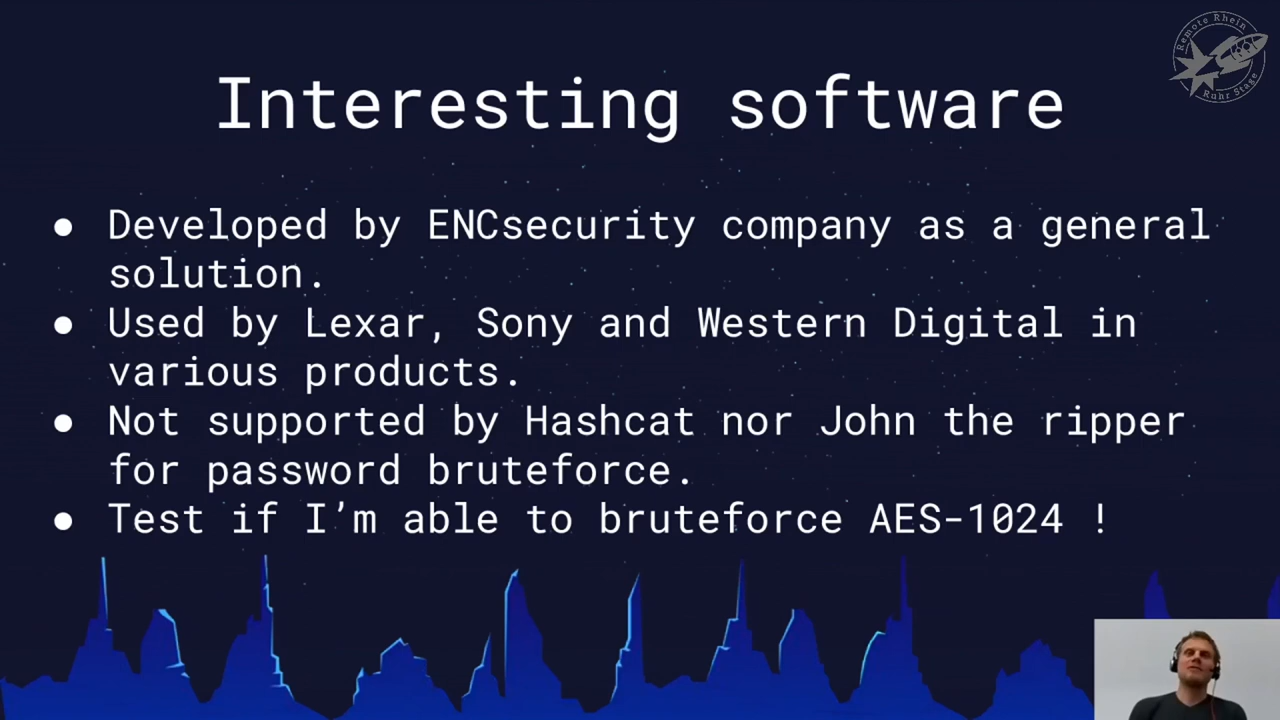 Remote Rhein
Ruhr Stage
Interesting software
● Developed by ENCsecurity company as a general
solution.
● Used by Lexar, Sony and Western Digital in
various products.
● Not supported by Hashcat nor John the ripper
for password bruteforce.
● Test if I’m able to bruteforce AES-1024 !